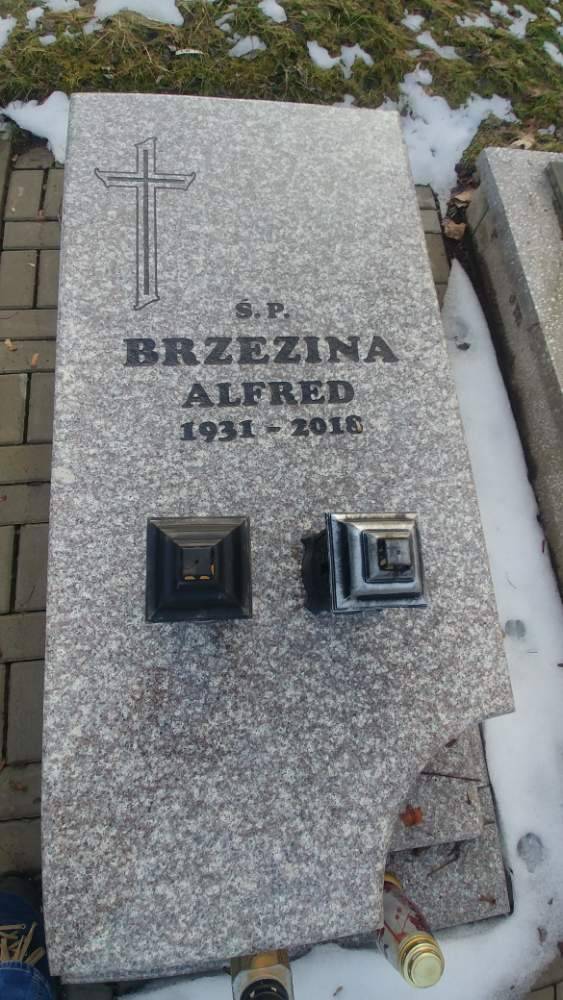 Ś. P.
BRZEZINA
ALFRED
1931 - 2018